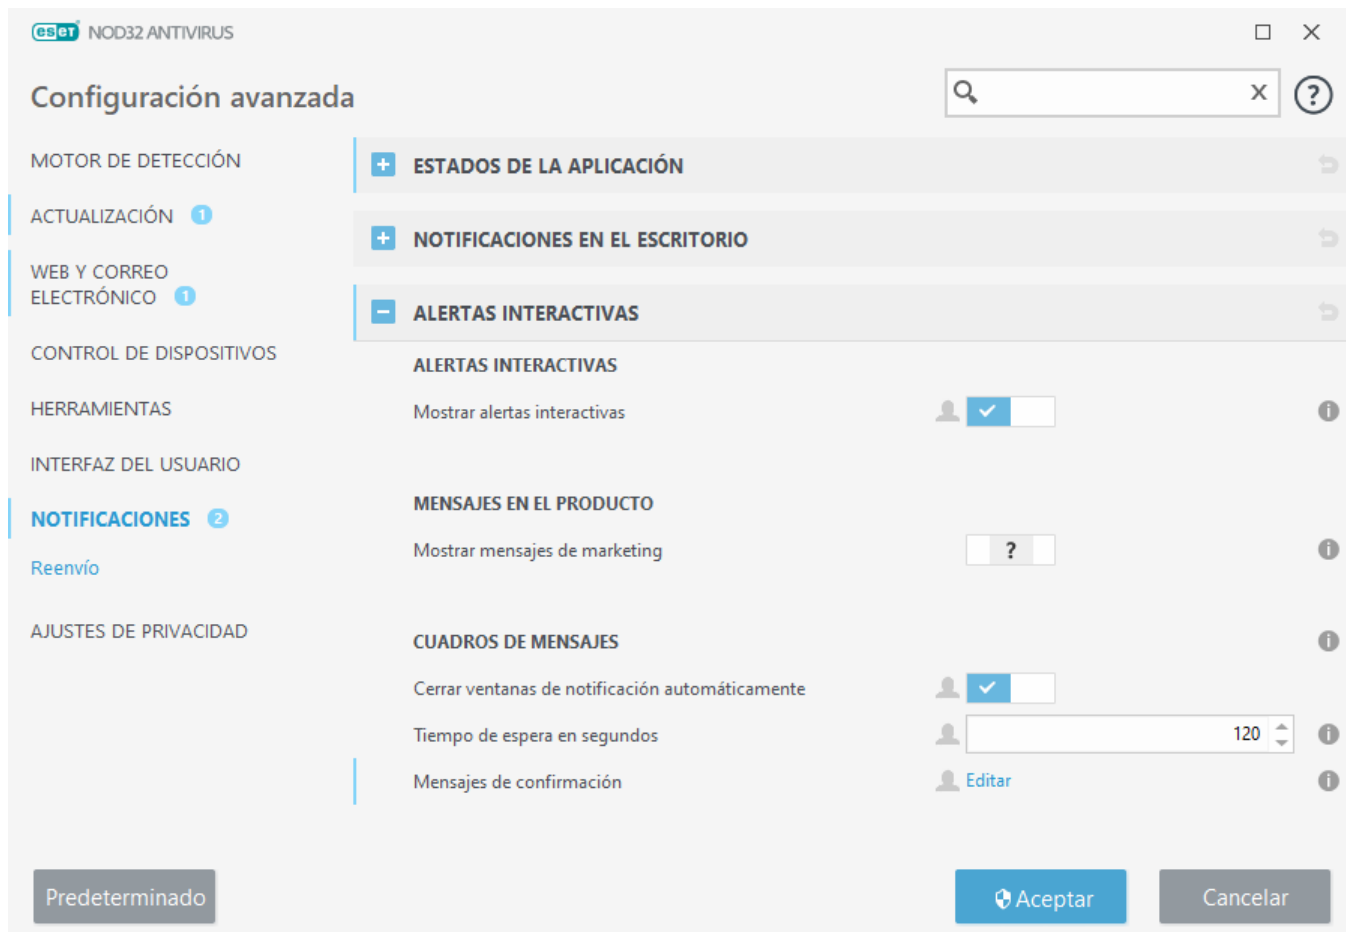 eset NOD32 ANTIVIRUS
Configuración avanzada
x
?
MOTOR DE DETECCIÓN
ACTUALIZACIÓN 1
WEB Y CORREO
ELECTRÓNICO 1
CONTROL DE DISPOSITIVOS
HERRAMIENTAS
INTERFAZ DEL USUARIO
NOTIFICACIONES 2
Reenvío
AJUSTES DE PRIVACIDAD
ESTADOS DE LA APLICACIÓN
NOTIFICACIONES EN EL ESCRITORIO
ALERTAS INTERACTIVAS
ALERTAS INTERACTIVAS
Mostrar alertas interactivas
MENSAJES EN EL PRODUCTO
Mostrar mensajes de marketing ?
CUADROS DE MENSAJES
Cerrar ventanas de notificación automáticamente
Tiempo de espera en segundos 120
Mensajes de confirmación Editar
Predeterminado
Aceptar
Cancelar